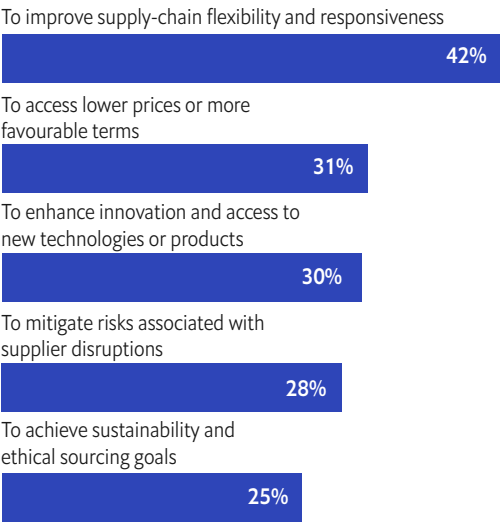 To improve supply-chain flexibility and responsiveness
42%
To access lower prices or more
favourable terms
31%
To enhance innovation and access to
new technologies or products
30%
To mitigate risks associated with
supplier disruptions
28%
To achieve sustainability and
ethical sourcing goals
25%